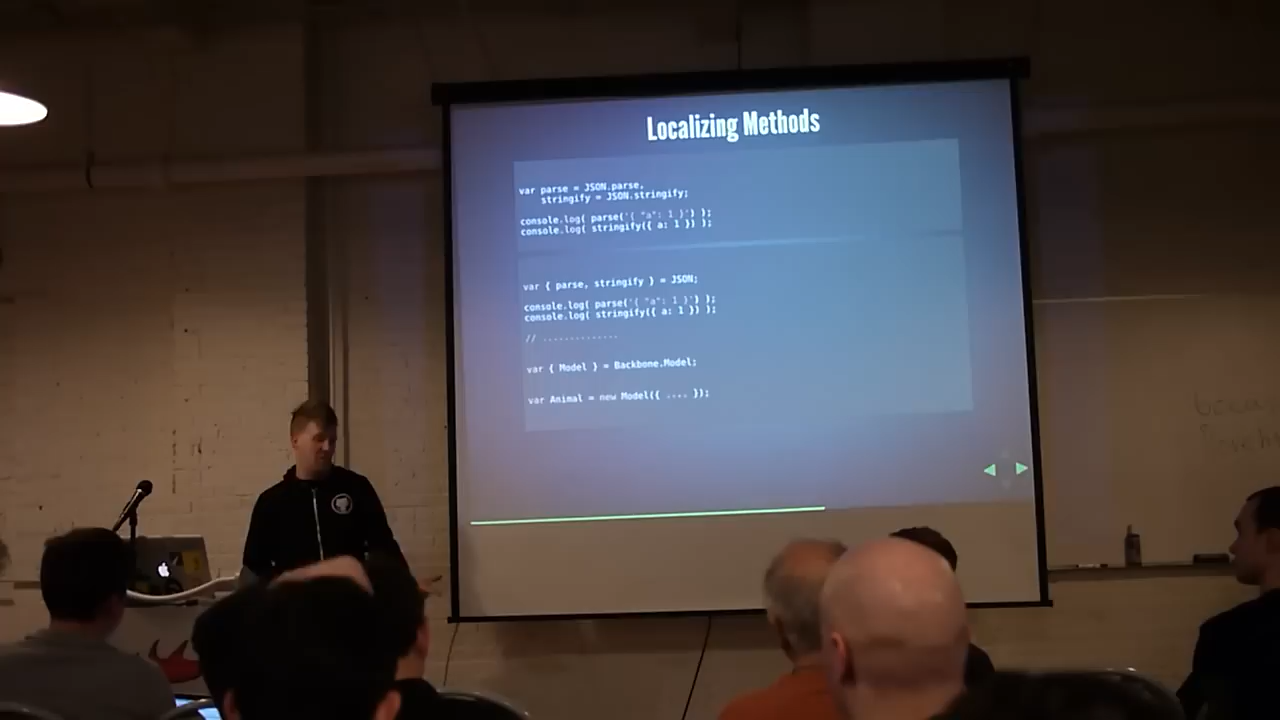 Localizing Methods
var parse = JSON.parse,
stringify = JSON.stringify;
console.log( parse('{ "a": 1 }') );
console.log( stringify({ a: 1 }) );
var { parse, stringify } = JSON;
console.log( parse('{ "a": 1 }') );
console.log( stringify({ a: 1 }) );
// ..............
var { Model } = Backbone.Model;
var Animal = new Model({ .... });